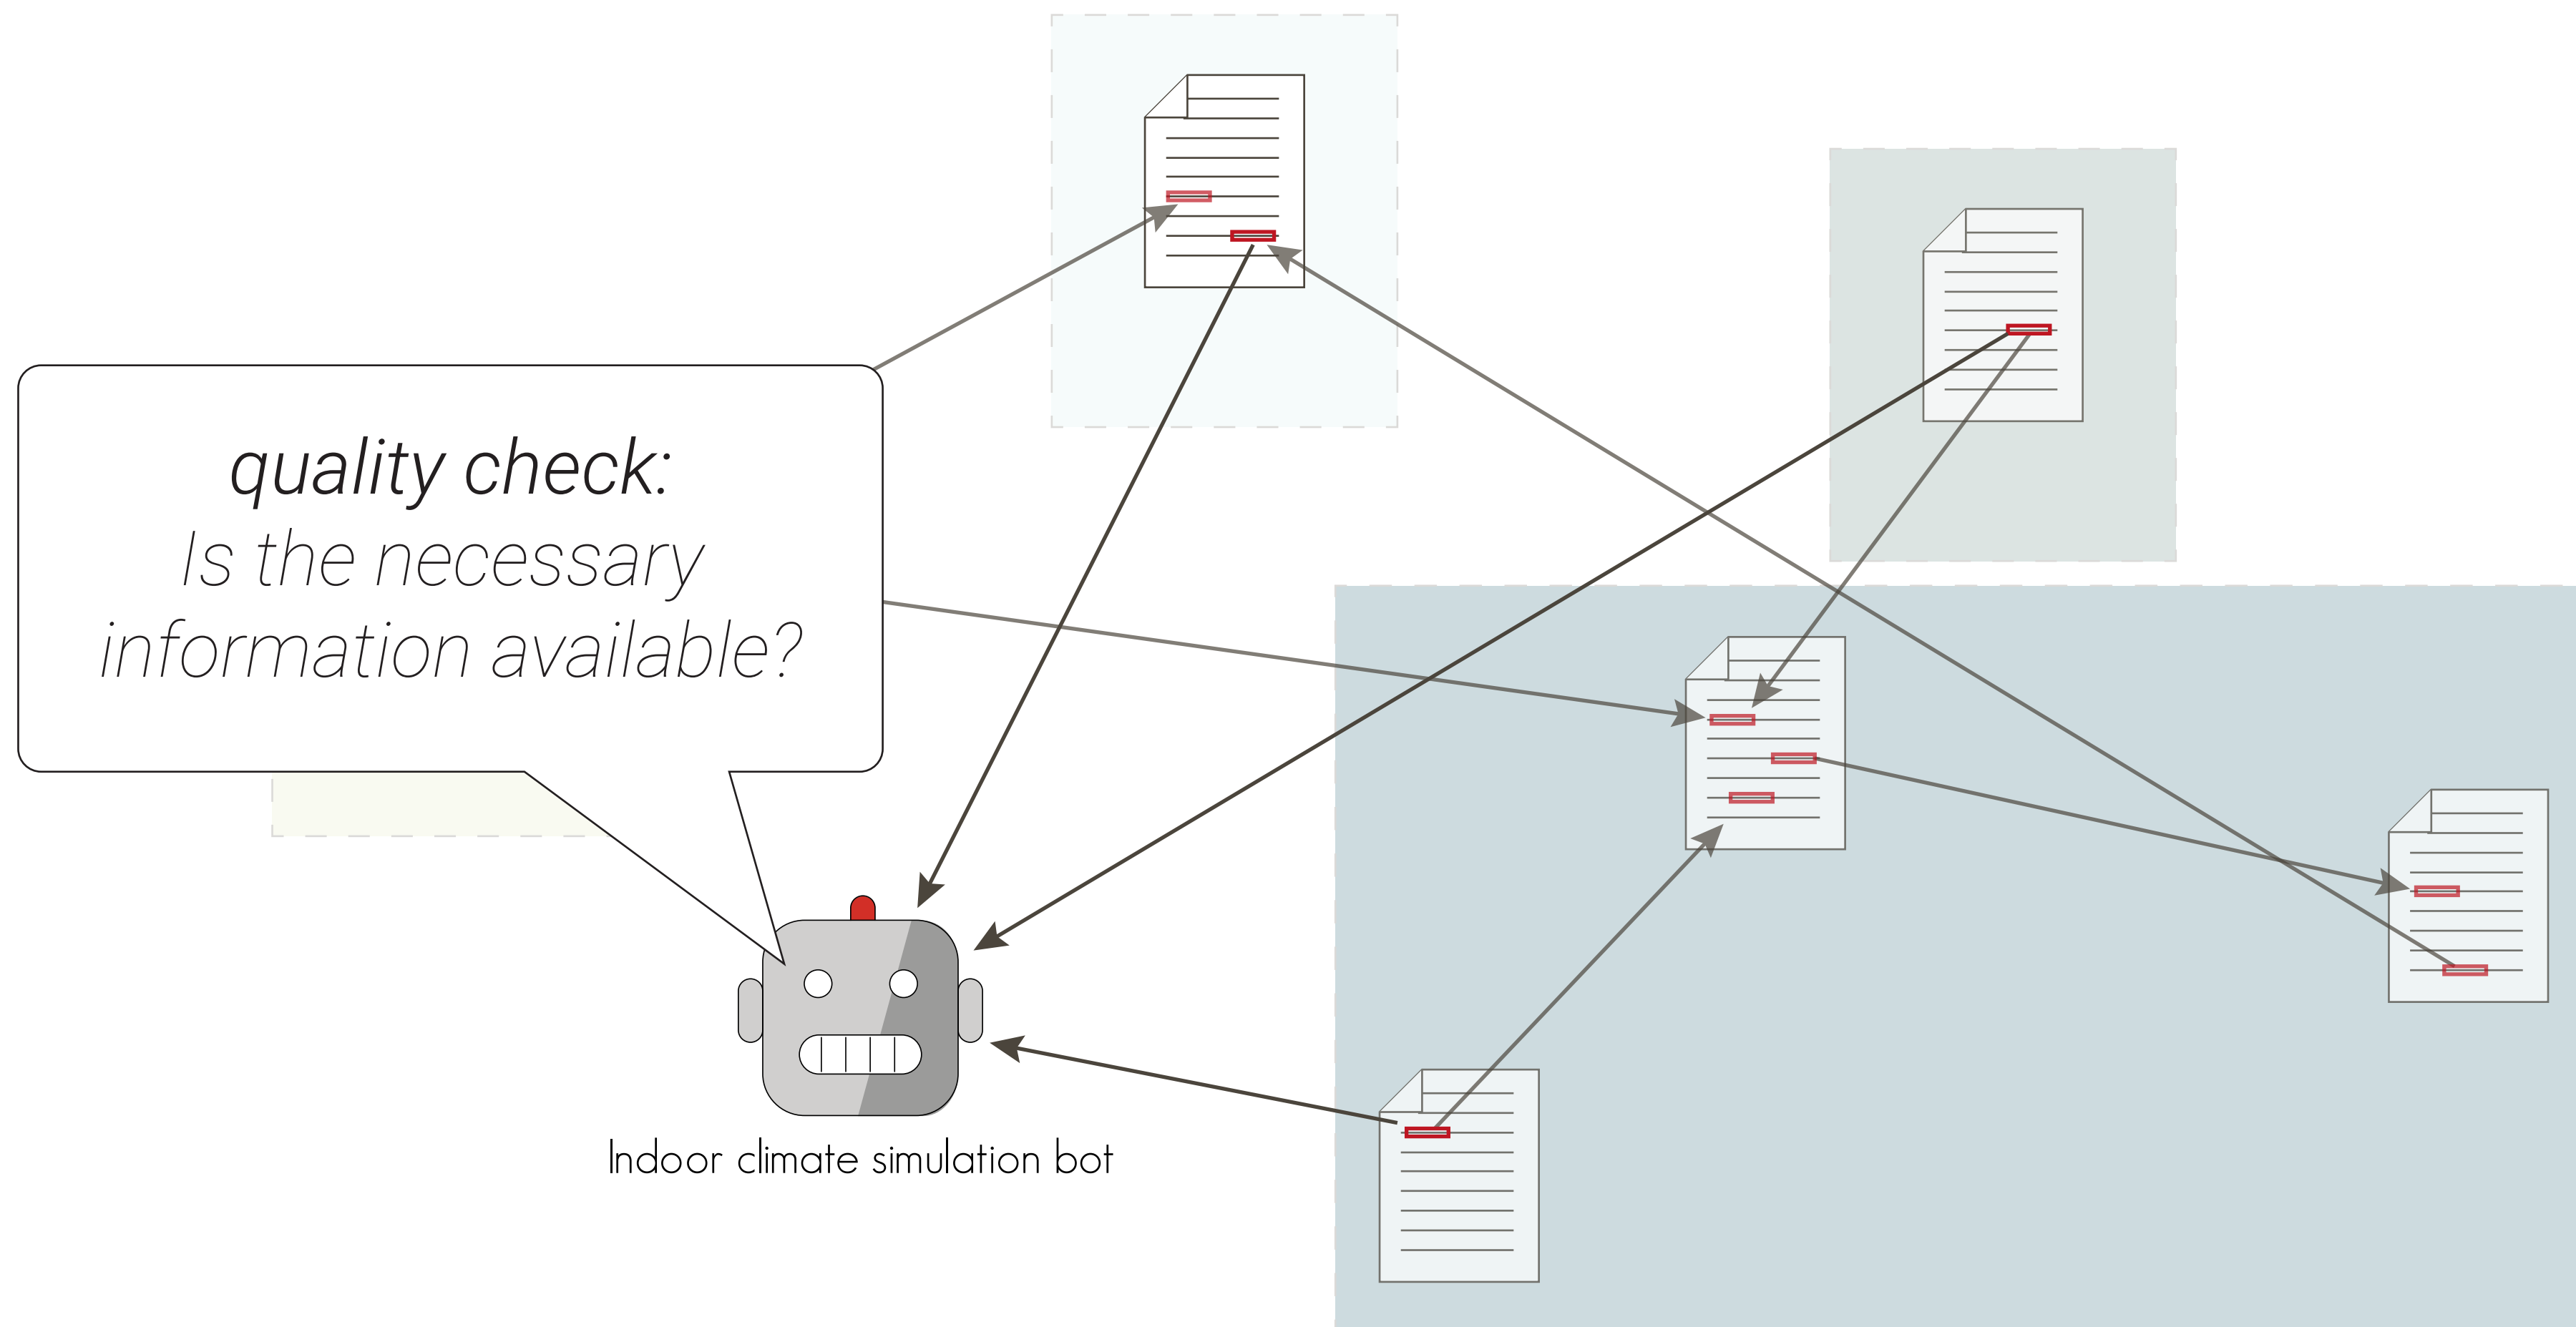 quality check:
Is the necessary
information available?
Indoor climate simulation bot